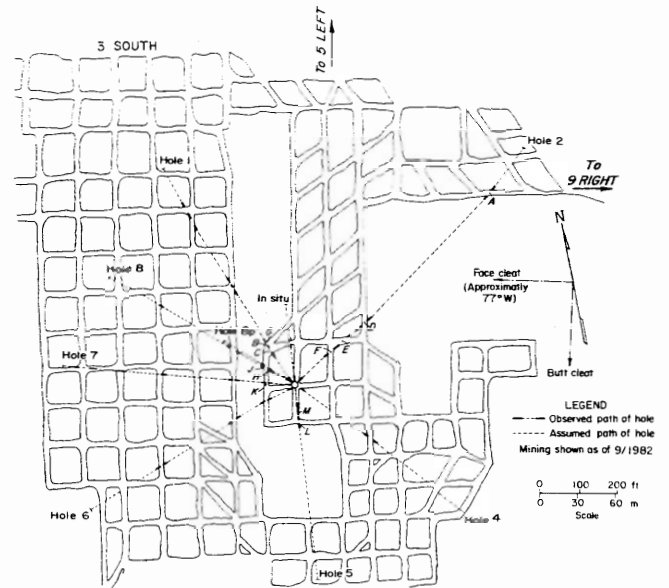 3 SOUTH
To 5 LEFT
Hole 1
Hole 2
To
9 RIGHT
A
N
Hole 8
Face cleat
(Approximatly
77° W)
In situ
S
B
Hole 7
C
F
E
J
H
K
Butt cleat
M
L
LEGEND
Observed path of hole
Assumed path of hole
Mining shown as of 9/1982
0 100 200 ft
0 30 60 m
Scale
Hole 6
Hole 4
Hole 5